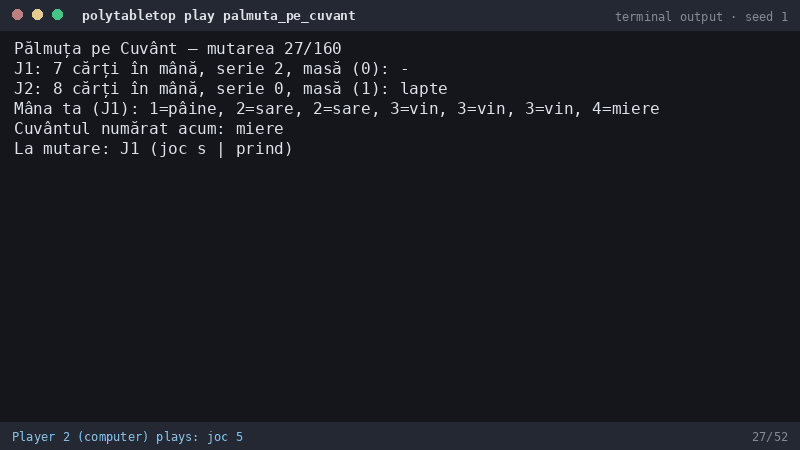 polytabletop play palmuta_pe_cuvant
terminal output · seed 1
Pălmuța pe Cuvânt — mutarea 27/160
J1: 7 cărți în mână, serie 2, masă (0): -
J2: 8 cărți în mână, serie 0, masă (1): lapte
Mâna ta (J1): 1=pâine, 2=sare, 2=sare, 3=vin, 3=vin, 3=vin, 4=miere
Cuvântul numărat acum: miere
La mutare: J1 (joc s | prind)
Player 2 (computer) plays: joc 5
27/52